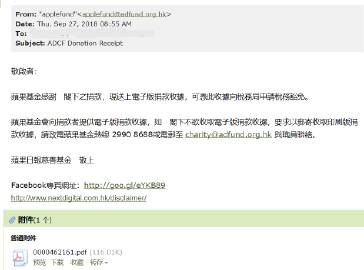 From: "applefund"<applefund@adfund.org.hk>
Date: Thu, Sep 27, 2018 08:55 AM
To:
Subject: ADCF Donation Receipt
敬啟者：
蘋果基金感謝 閣下之捐款，現送上電子版捐款收據，可憑此收據向稅務局申請稅務豁免。
蘋果基金會向捐款者提供電子版捐款收據，如 閣下不欲收取電子版捐款收據，要求以郵寄收取印刷版捐
款收據，請致電蘋果基金熱線 2990 8688或電郵至 charity@adfund.org.hk 與職員聯絡。
蘋果日報慈善基金 敬上
Facebook專頁網址： http://goo.gl/eYKB89
http://www.nextdigital.com.hk/disclaimer/
附件(1 个)
普通附件
0000462161.pdf (116.01K)
预览 下载 收藏 转存